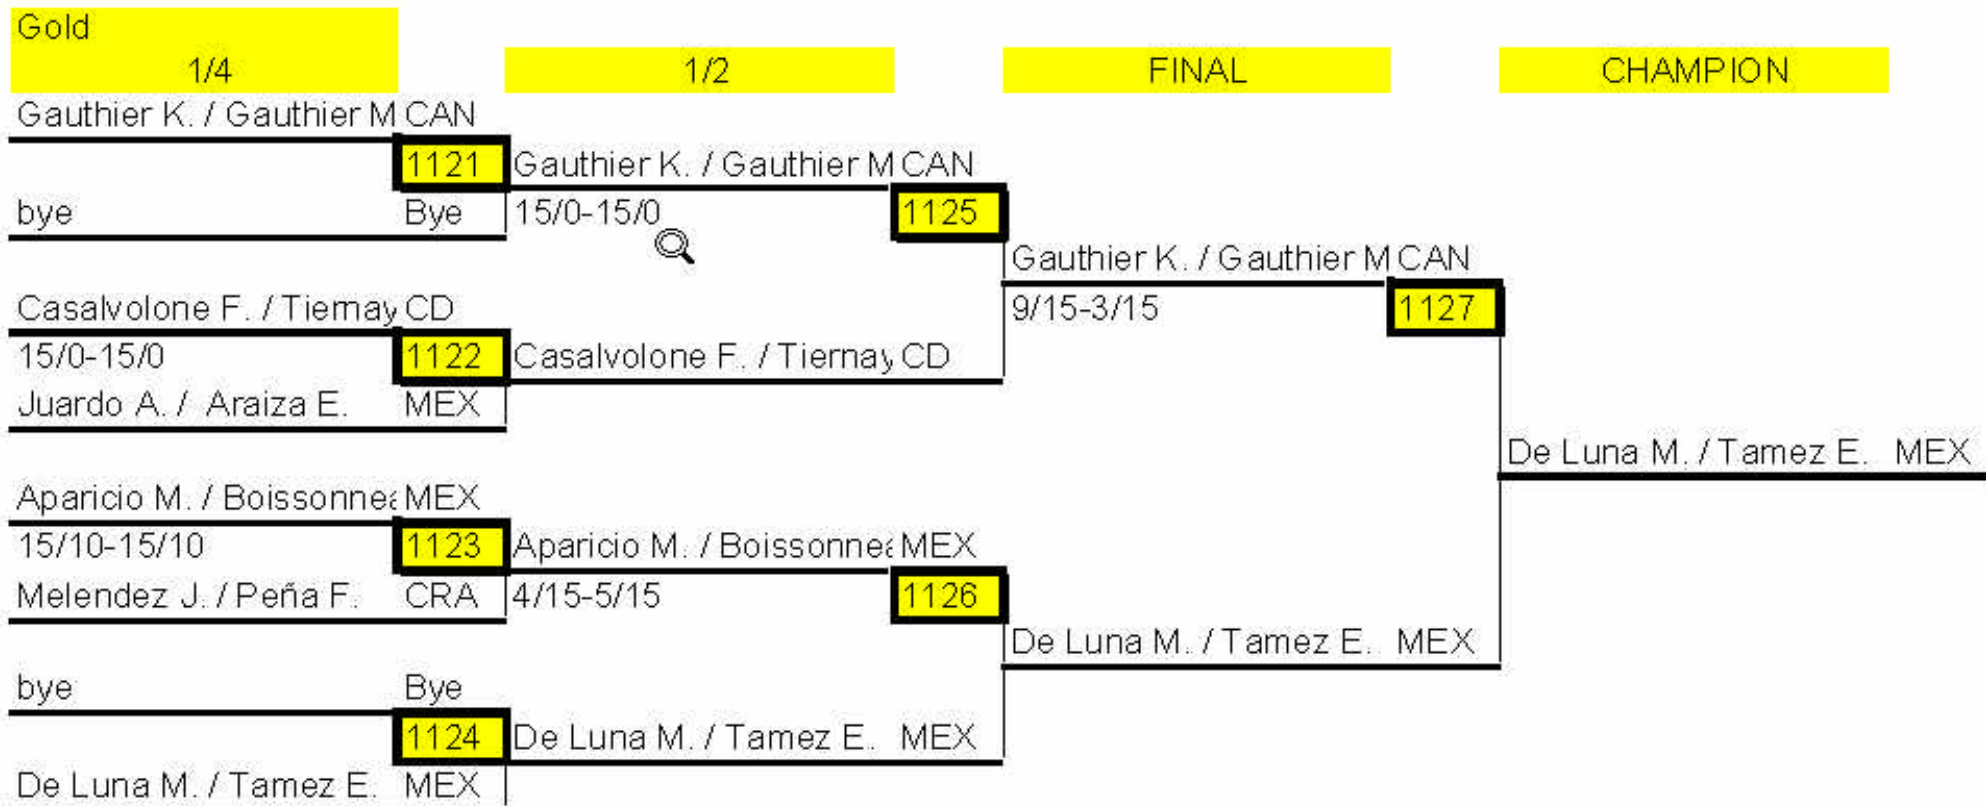 Gold
1/4 1/2 FINAL CHAMPION
Gauthier K. / Gauthier M CAN
1121 Gauthier K. / Gauthier M CAN
bye Bye 15/0-15/0 1125
Gauthier K. / Gauthier M CAN
Casalvolone F. / Tiernay CD 9/15-3/15 1127
15/0-15/0 1122 Casalvolone F. / Tiernay CD
Juardo A. / Araiza E. MEX
De Luna M. / Tamez E. MEX
Aparicio M. / Boissonnea MEX
15/10-15/10 1123 Aparicio M. / Boissonnea MEX
Melendez J. / Peña F. CRA 4/15-5/15 1126
De Luna M. / Tamez E. MEX
bye Bye
1124 De Luna M. / Tamez E. MEX
De Luna M. / Tamez E. MEX